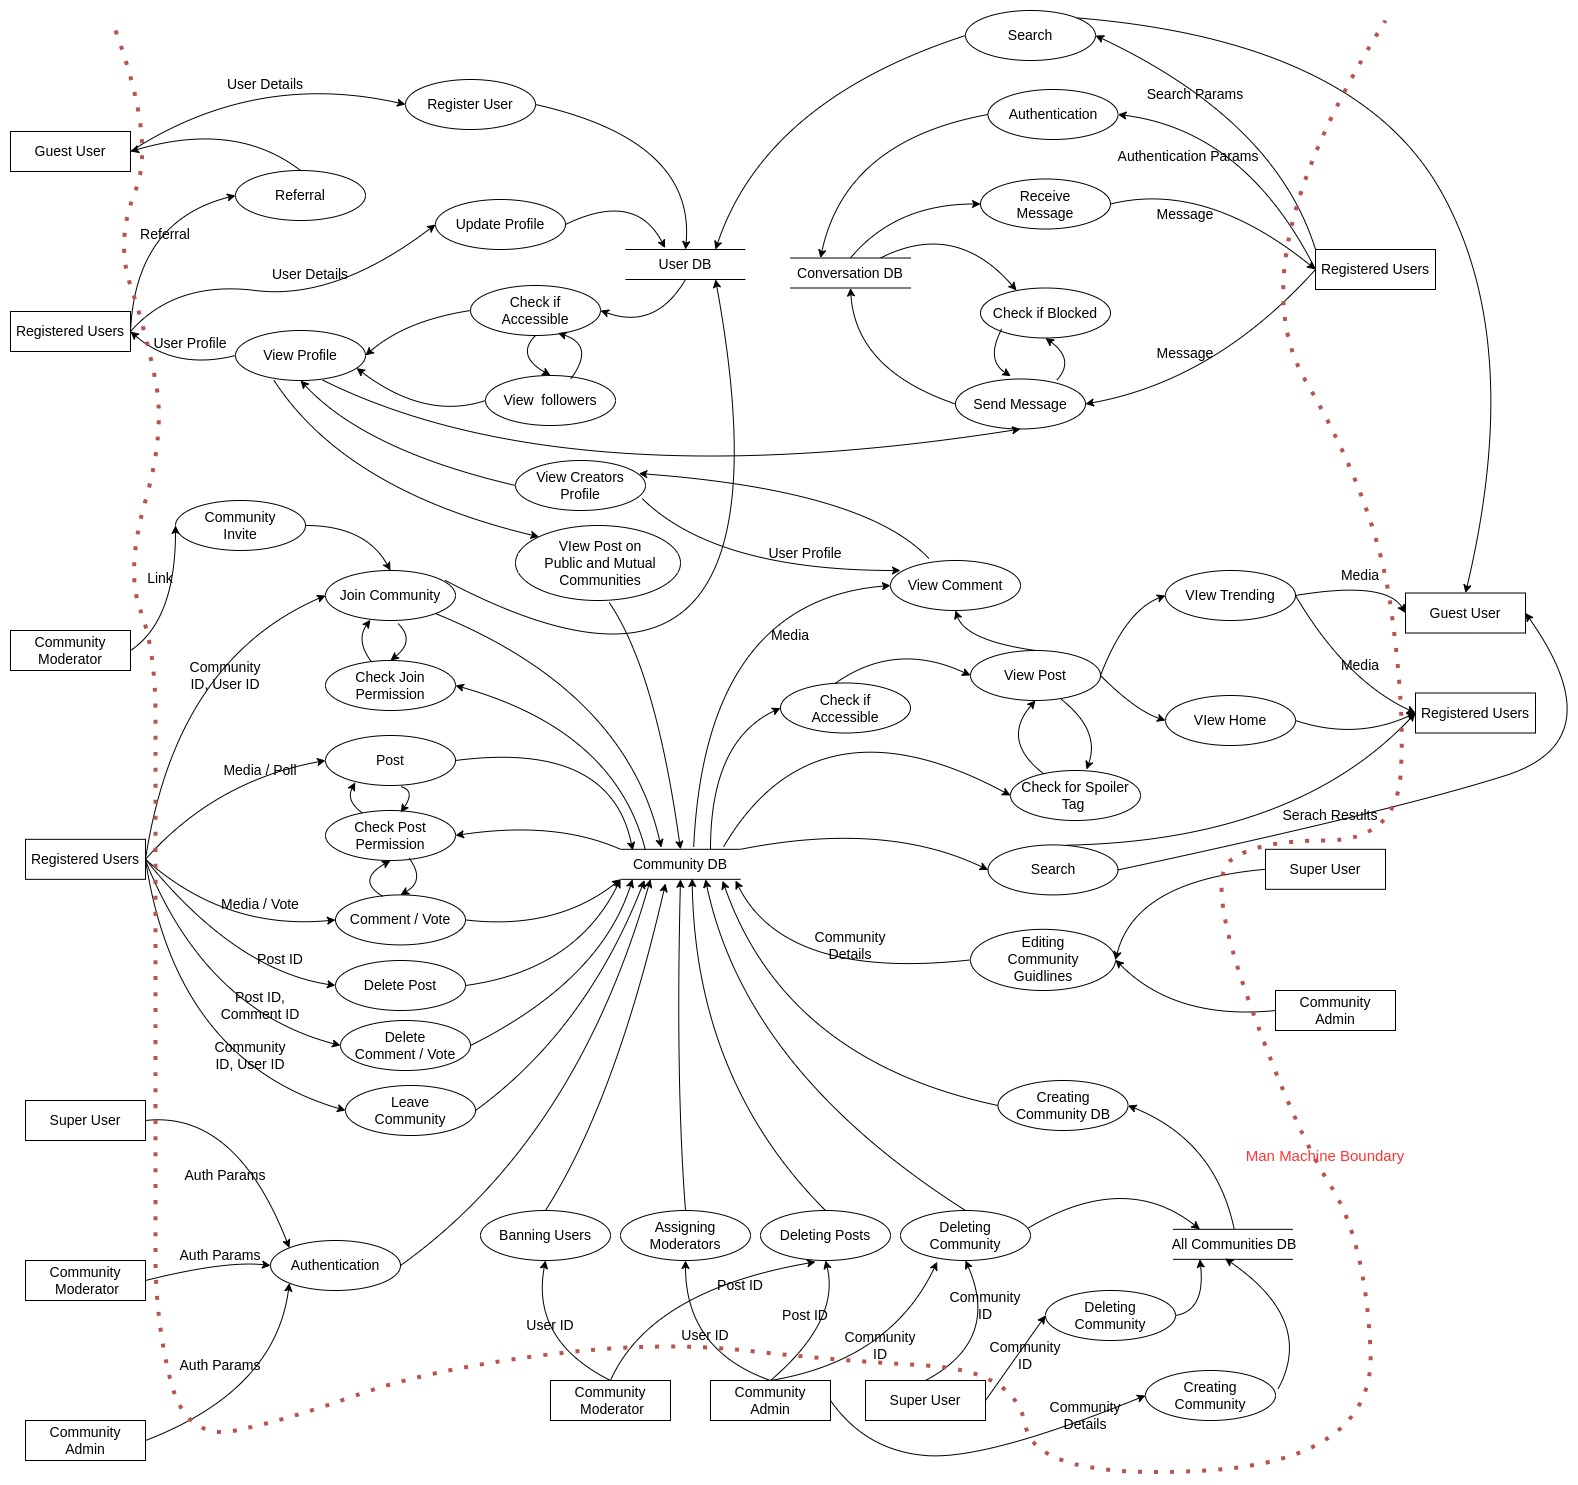 Search
User Details
Register User
Search Params
Authentication
Guest User
Authentication Params
Referral
Receive
Message
Message
Referral
Update Profile
User DB
Conversation DB
Registered Users
User Details
Check if
Accessible
Check if Blocked
Registered Users
User Profile
View Profile
Message
View  followers
Send Message
View Creators
Profile
Community
Invite
VIew Post on
Public and Mutual
Communities
User Profile
Link
Join Community
View Comment
VIew Trending
Media
Guest User
Community
Moderator
Media
Community
ID, User ID
Check Join
Permission
View Post
Media
Check if
Accessible
VIew Home
Registered Users
Post
Media / Poll
Check for Spoiler
Tag
Check Post
Permission
Serach Results
Registered Users
Community DB
Search
Super User
Media / Vote
Comment / Vote
Community
Details
Editing
Community
Guidlines
Post ID
Delete Post
Post ID,
Comment ID
Community
Admin
Delete
Comment / Vote
Community
ID, User ID
Leave
Community
Creating
Community DB
Super User
Man Machine Boundary
Auth Params
Banning Users
Assigning
Moderators
Deleting Posts
Deleting
Community
All Communities DB
Auth Params
Authentication
Community
Moderator
Post ID
Community
ID
Post ID
Deleting
Community
User ID
User ID
Community
ID
Community
ID
Auth Params
Community
Moderator
Community
Admin
Super User
Creating
Community
Community
Details
Community
Admin